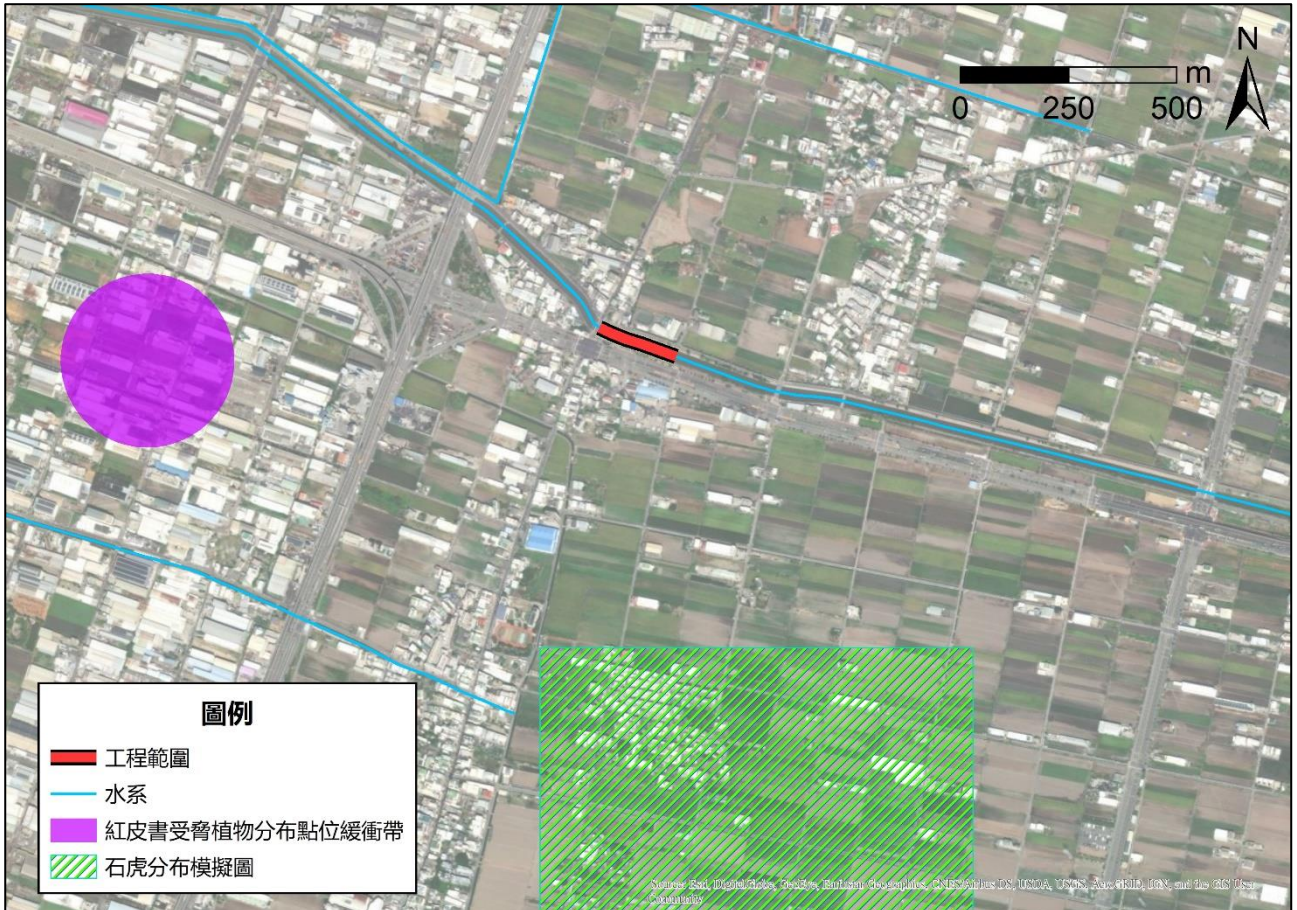 N
m
0 250 500
圖例
工程範圍
水系
紅皮書受脅植物分布點位緩衝帶
石虎分布模擬圖
Source: Esri, DigitalGlobe, GeoEye, Earthstar Geographics, CNES/Airbus DS, USDA, USGS, AeroGRID, IGN, and the GIS User
Community